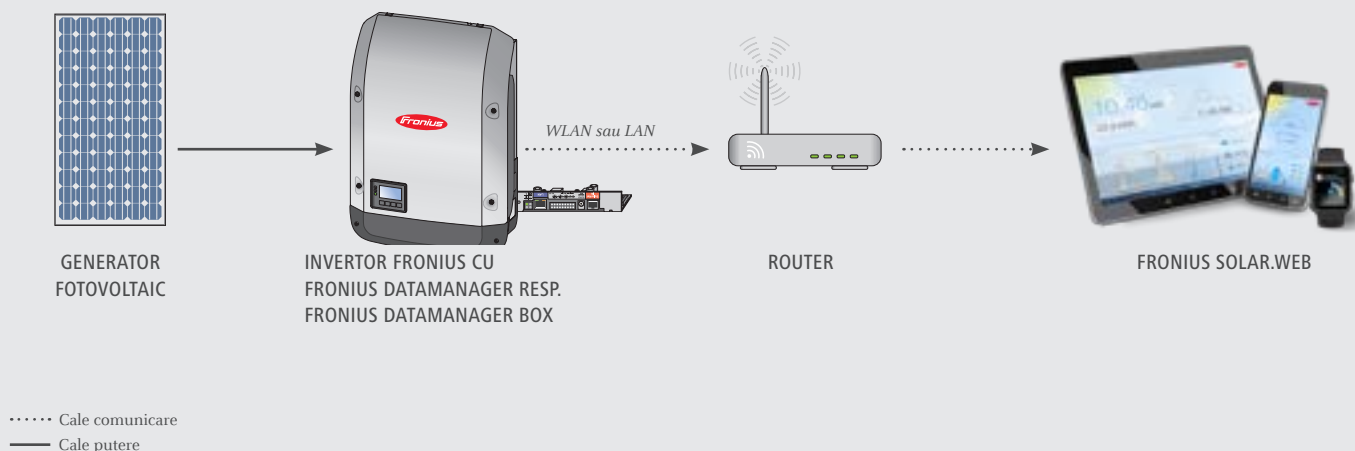 Fronius
WLAN sau LAN
GENERATOR
FOTOVOLTAIC
INVERTOR FRONIUS CU
FRONIUS DATAMANAGER RESP.
FRONIUS DATAMANAGER BOX
ROUTER
FRONIUS SOLAR.WEB
Cale comunicare
Cale putere